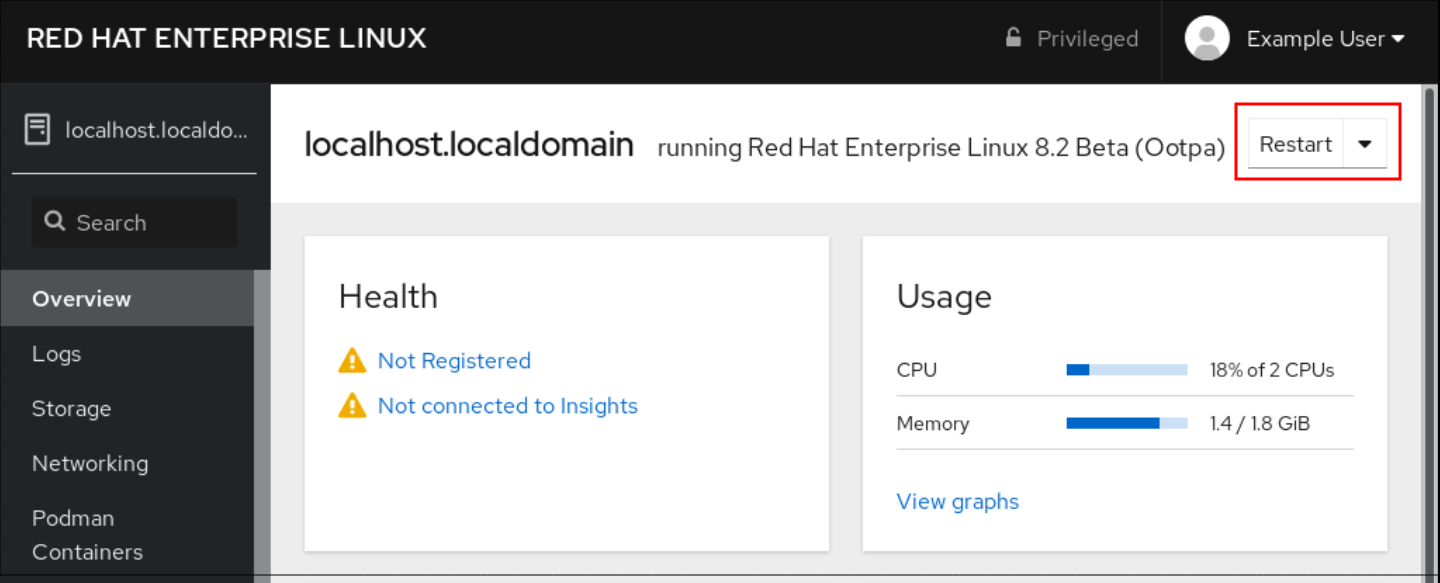 RED HAT ENTERPRISE LINUX
Privileged
Example User
localhost.localdo...
localhost.localdomain running Red Hat Enterprise Linux 8.2 Beta (Ootpa)
Restart
Search
Overview
Logs
Storage
Networking
Podman
Containers
Health
Not Registered
Not connected to Insights
Usage
CPU 18% of 2 CPUs
Memory 1.4 / 1.8 GiB
View graphs